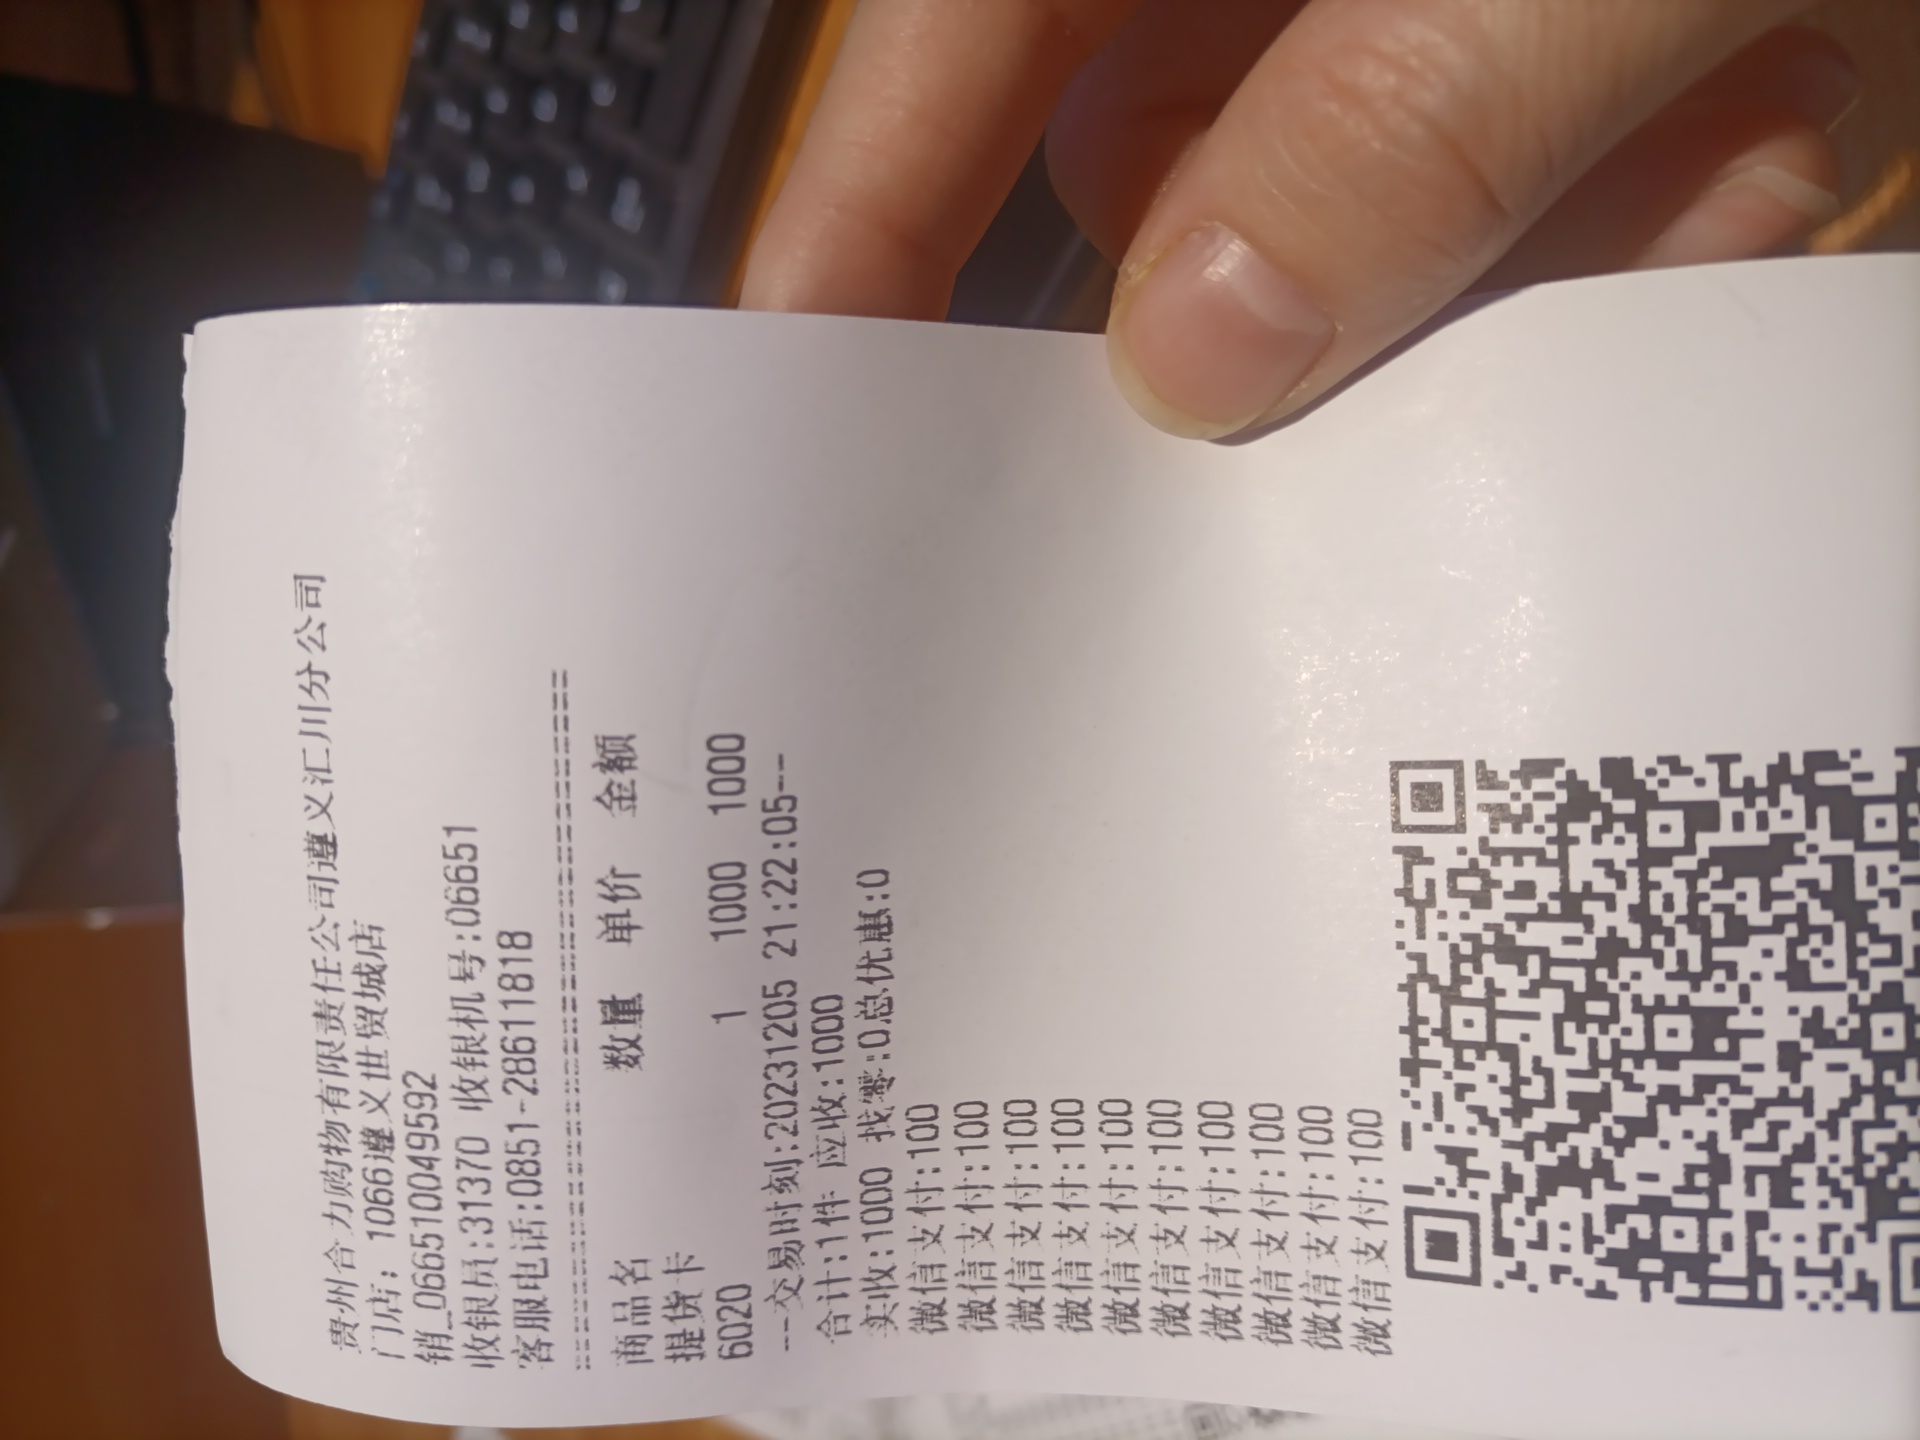 贵州合力购物有限责任公司遵义汇川分公司
门店：1066遵义世贸城店
销_066510049592
收银员:31370 收银机号:06651
客服电话:0851-28611818
商品名 数量 单价 金额
提货卡
6020 1 1000 1000
--交易时刻:20231205 21:22:05--
合计:1件 应收:1000
实收:1000 找零:0总优惠:0
微信支付:100
微信支付:100
微信支付:100
微信支付:100
微信支付:100
微信支付:100
微信支付:100
微信支付:100
微信支付:100
微信支付:100